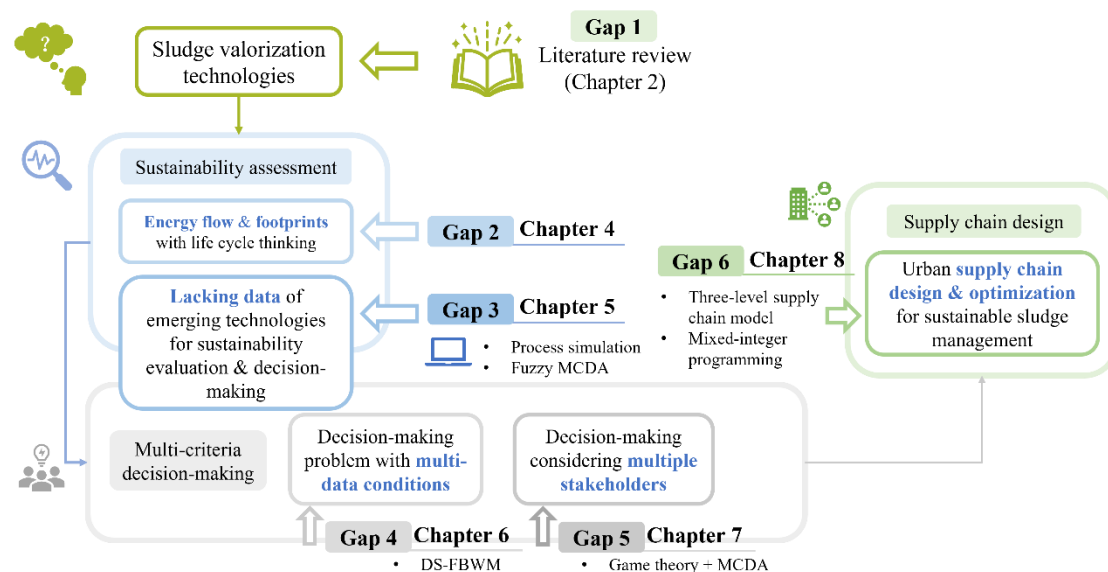 ?
Sludge valorization
technologies
Gap 1
Literature review
(Chapter 2)
Sustainability assessment
Energy flow & footprints
with life cycle thinking
Gap 2 Chapter 4
Lacking data of
emerging technologies
for sustainability
evaluation & decision-
making
Gap 3 Chapter 5
• Process simulation
• Fuzzy MCDA
Supply chain design
Urban supply chain
design & optimization
for sustainable sludge
management
Gap 6 Chapter 8
• Three-level supply
chain model
• Mixed-integer
programming
Multi-criteria
decision-making
Decision-making
problem with multi-
data conditions
Decision-making
considering multiple
stakeholders
Gap 4 Chapter 6
• DS-FBWM
Gap 5 Chapter 7
• Game theory + MCDA